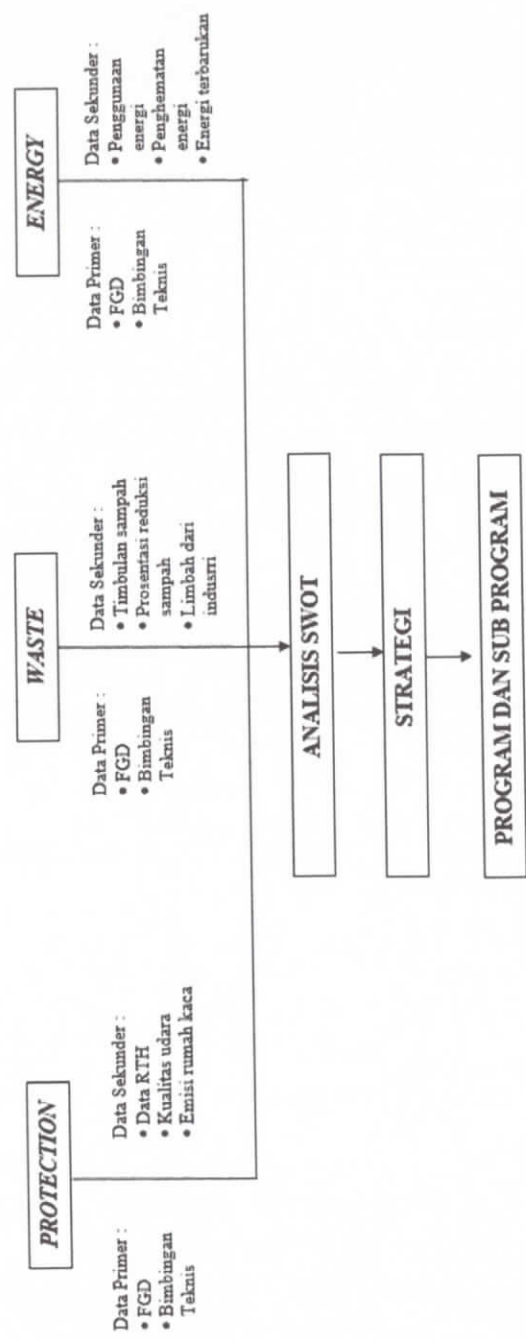 PROTECTION
Data Primer :
• FGD
• Bimbingan
Teknis
Data Sekunder :
• Data RTH
• Kualitas udara
• Emisi rumah kaca
WASTE
Data Primer :
• FGD
• Bimbingan
Teknis
Data Sekunder :
• Timbulan sampah
• Prosentasi reduksi
sampah
• Limbah dari
indusrri
ENERGY
Data Primer :
• FGD
• Bimbingan
Teknis
Data Sekunder :
• Penggunaan
energi
• Penghematan
energi
• Energi terbarukan
ANALISIS SWOT
STRATEGI
PROGRAM DAN SUB PROGRAM